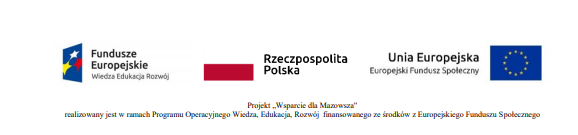 Fundusze
Europejskie
Wiedza Edukacja Rozwój
Rzeczpospolita
Polska
Unia Europejska
Europejski Fundusz Społeczny
Projekt „Wsparcie dla Mazowsza”
realizowany jest w ramach Programu Operacyjnego Wiedza, Edukacja, Rozwój finansowanego ze środków z Europejskiego Funduszu Społecznego